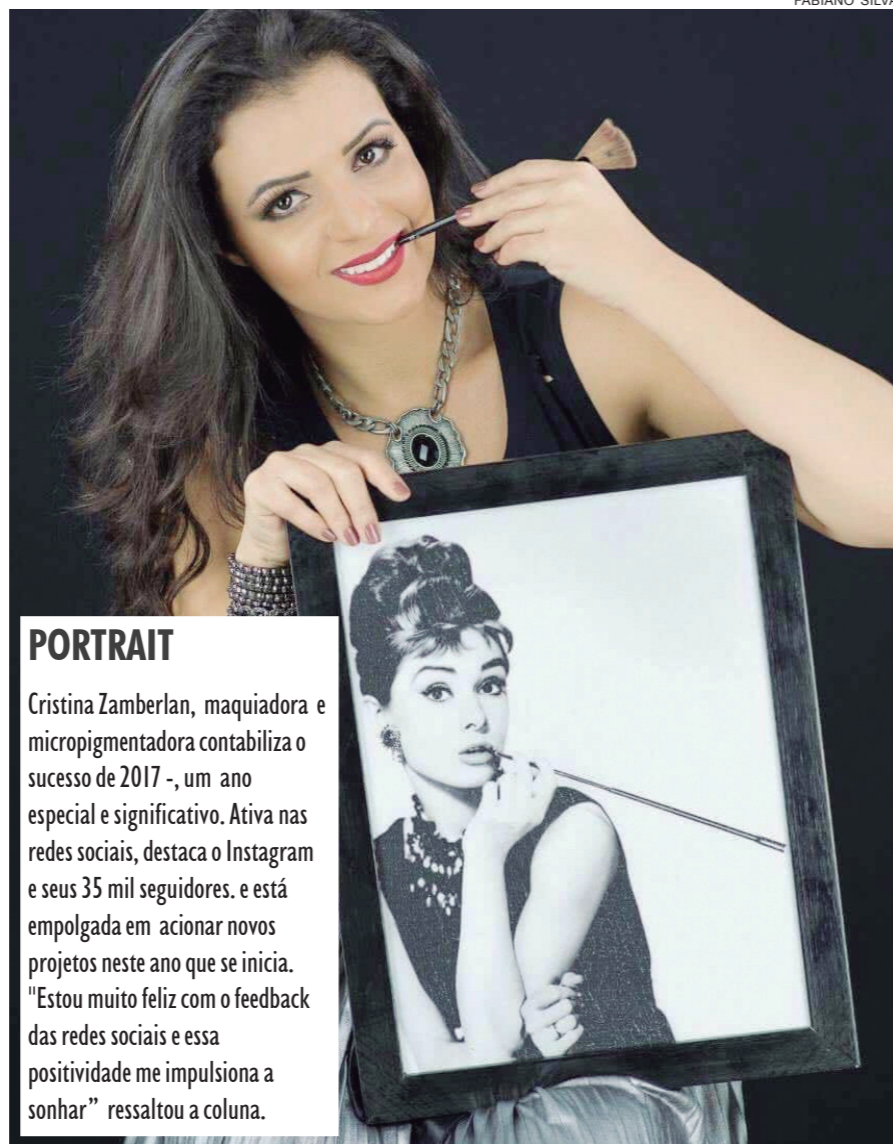 FABIANO SILVA
PORTRAIT
Cristina Zamberlan, maquiadora e
micropigmentadora contabiliza o
sucesso de 2017 -, um ano
especial e significativo. Ativa nas
redes sociais, destaca o Instagram
e seus 35 mil seguidores. e está
empolgada em acionar novos
projetos neste ano que se inicia.
"Estou muito feliz com o feedback
das redes sociais e essa
positividade me impulsiona a
sonhar” ressaltou a coluna.